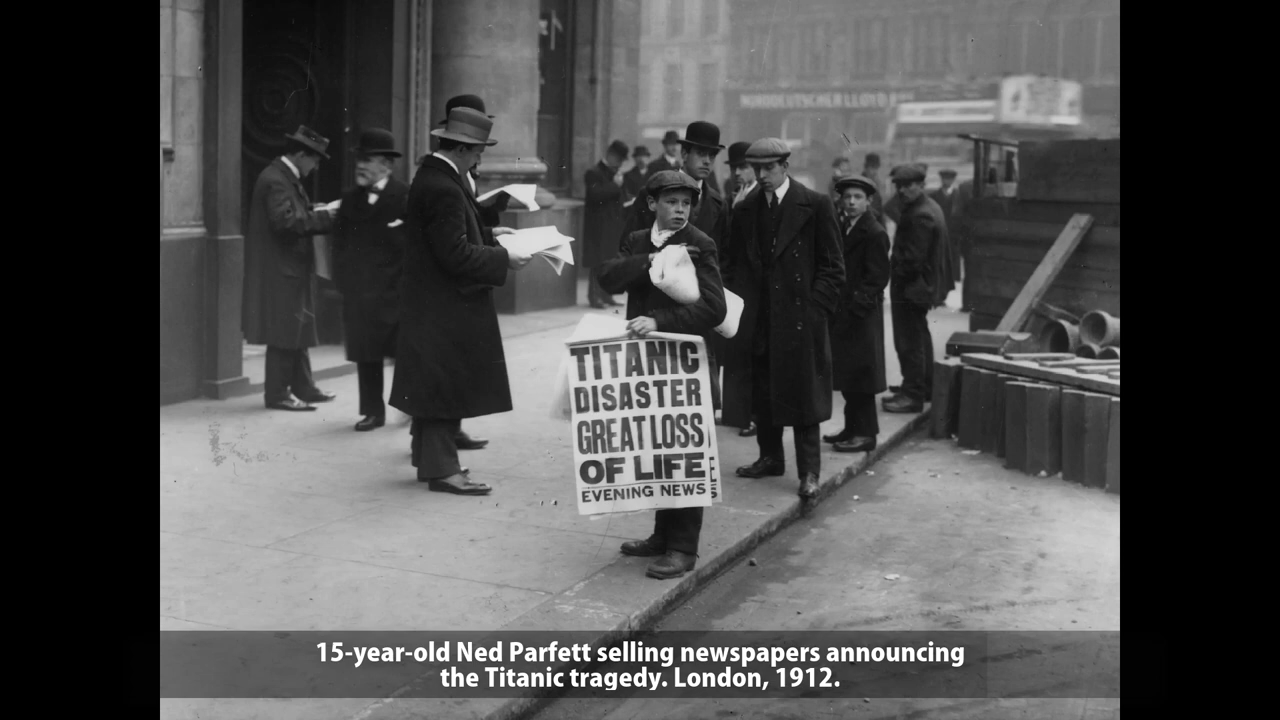 NORDDEUTSCHER LLOYD
TITANIC
DISASTER
GREAT LOSS
OF LIFE
EVENING NEWS
15-year-old Ned Parfett selling newspapers announcing
the Titanic tragedy. London, 1912.